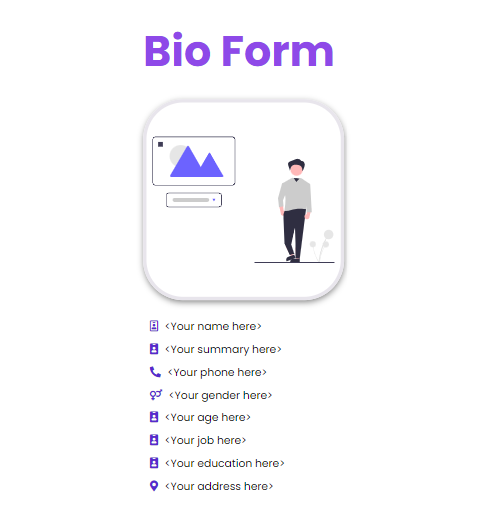 Bio Form
<Your name here>
<Your summary here>
<Your phone here>
<Your gender here>
<Your age here>
<Your job here>
<Your education here>
<Your address here>